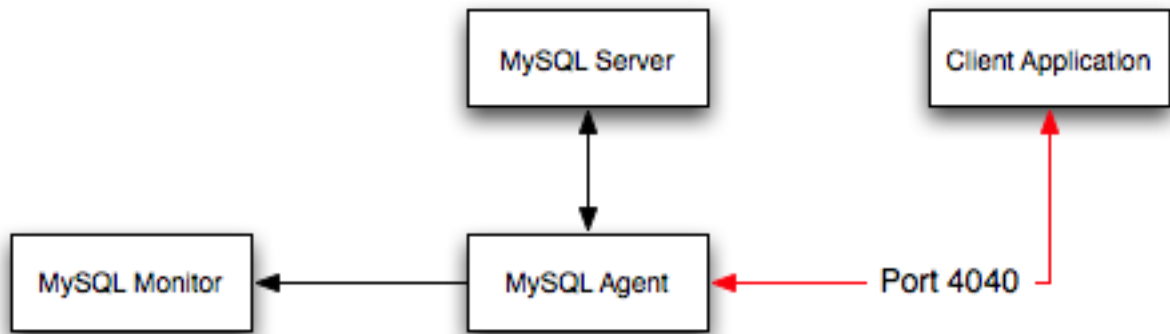 MySQL Server
Client Application
MySQL Monitor
MySQL Agent
Port 4040